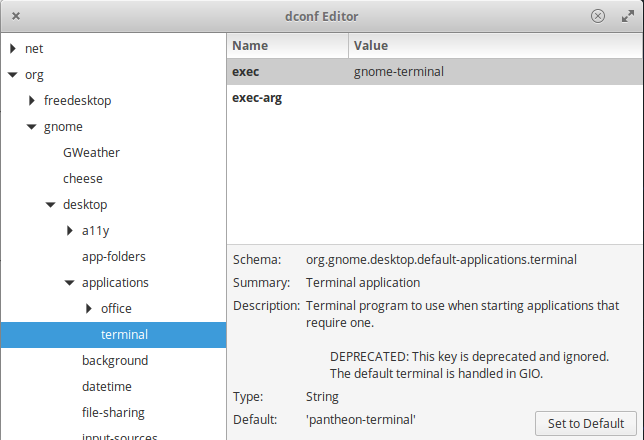 dconf Editor
net
org
freedesktop
gnome
GWeather
cheese
desktop
a11y
app-folders
applications
office
terminal
background
datetime
file-sharing
input-sources
Name Value
exec gnome-terminal
exec-arg
Schema: org.gnome.desktop.default-applications.terminal
Summary: Terminal application
Description: Terminal program to use when starting applications that
require one.
DEPRECATED: This key is deprecated and ignored.
The default terminal is handled in GIO.
Type: String
Default: 'pantheon-terminal'
Set to Default